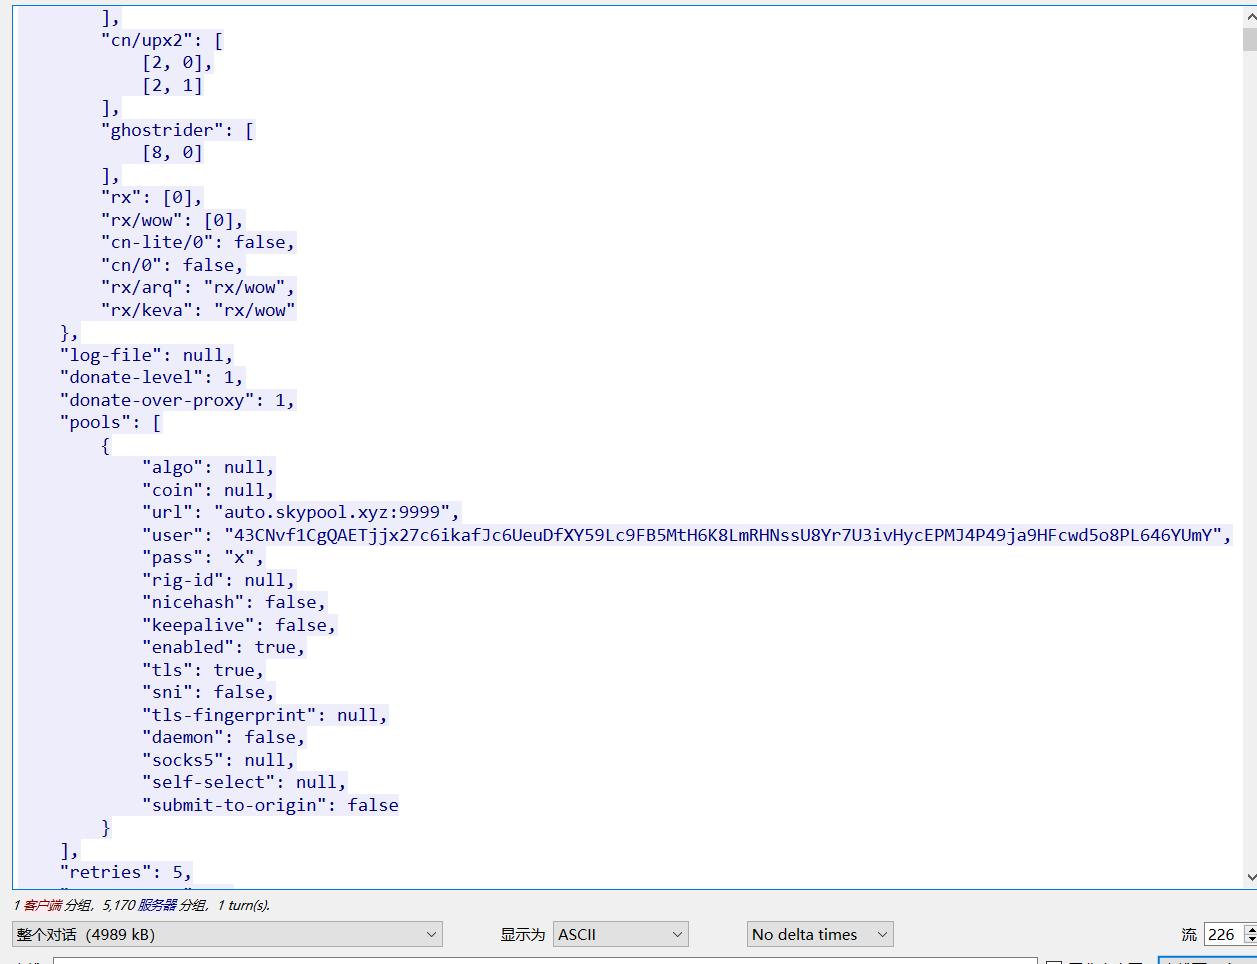 ],
"cn/upx2": [
[2, 0],
[2, 1]
],
"ghostrider": [
[8, 0]
],
"rx": [0],
"rx/wow": [0],
"cn-lite/0": false,
"cn/0": false,
"rx/arq": "rx/wow",
"rx/keva": "rx/wow"
},
"log-file": null,
"donate-level": 1,
"donate-over-proxy": 1,
"pools": [
{
"algo": null,
"coin": null,
"url": "auto.skypool.xyz:9999",
"user": "43CNvf1CgQAETjjx27c6ikafJc6UeuDfXY59Lc9FB5MtH6K8LmRHNssU8Yr7U3ivHycEPMJ4P49ja9HFcwd5o8PL646YUmY",
"pass": "x",
"rig-id": null,
"nicehash": false,
"keepalive": false,
"enabled": true,
"tls": true,
"sni": false,
"tls-fingerprint": null,
"daemon": false,
"socks5": null,
"self-select": null,
"submit-to-origin": false
}
],
"retries": 5,
1 客户端 分组, 5,170 服务器 分组, 1 turn(s).
整个对话 (4989 kB) 显示为 ASCII No delta times 流 226